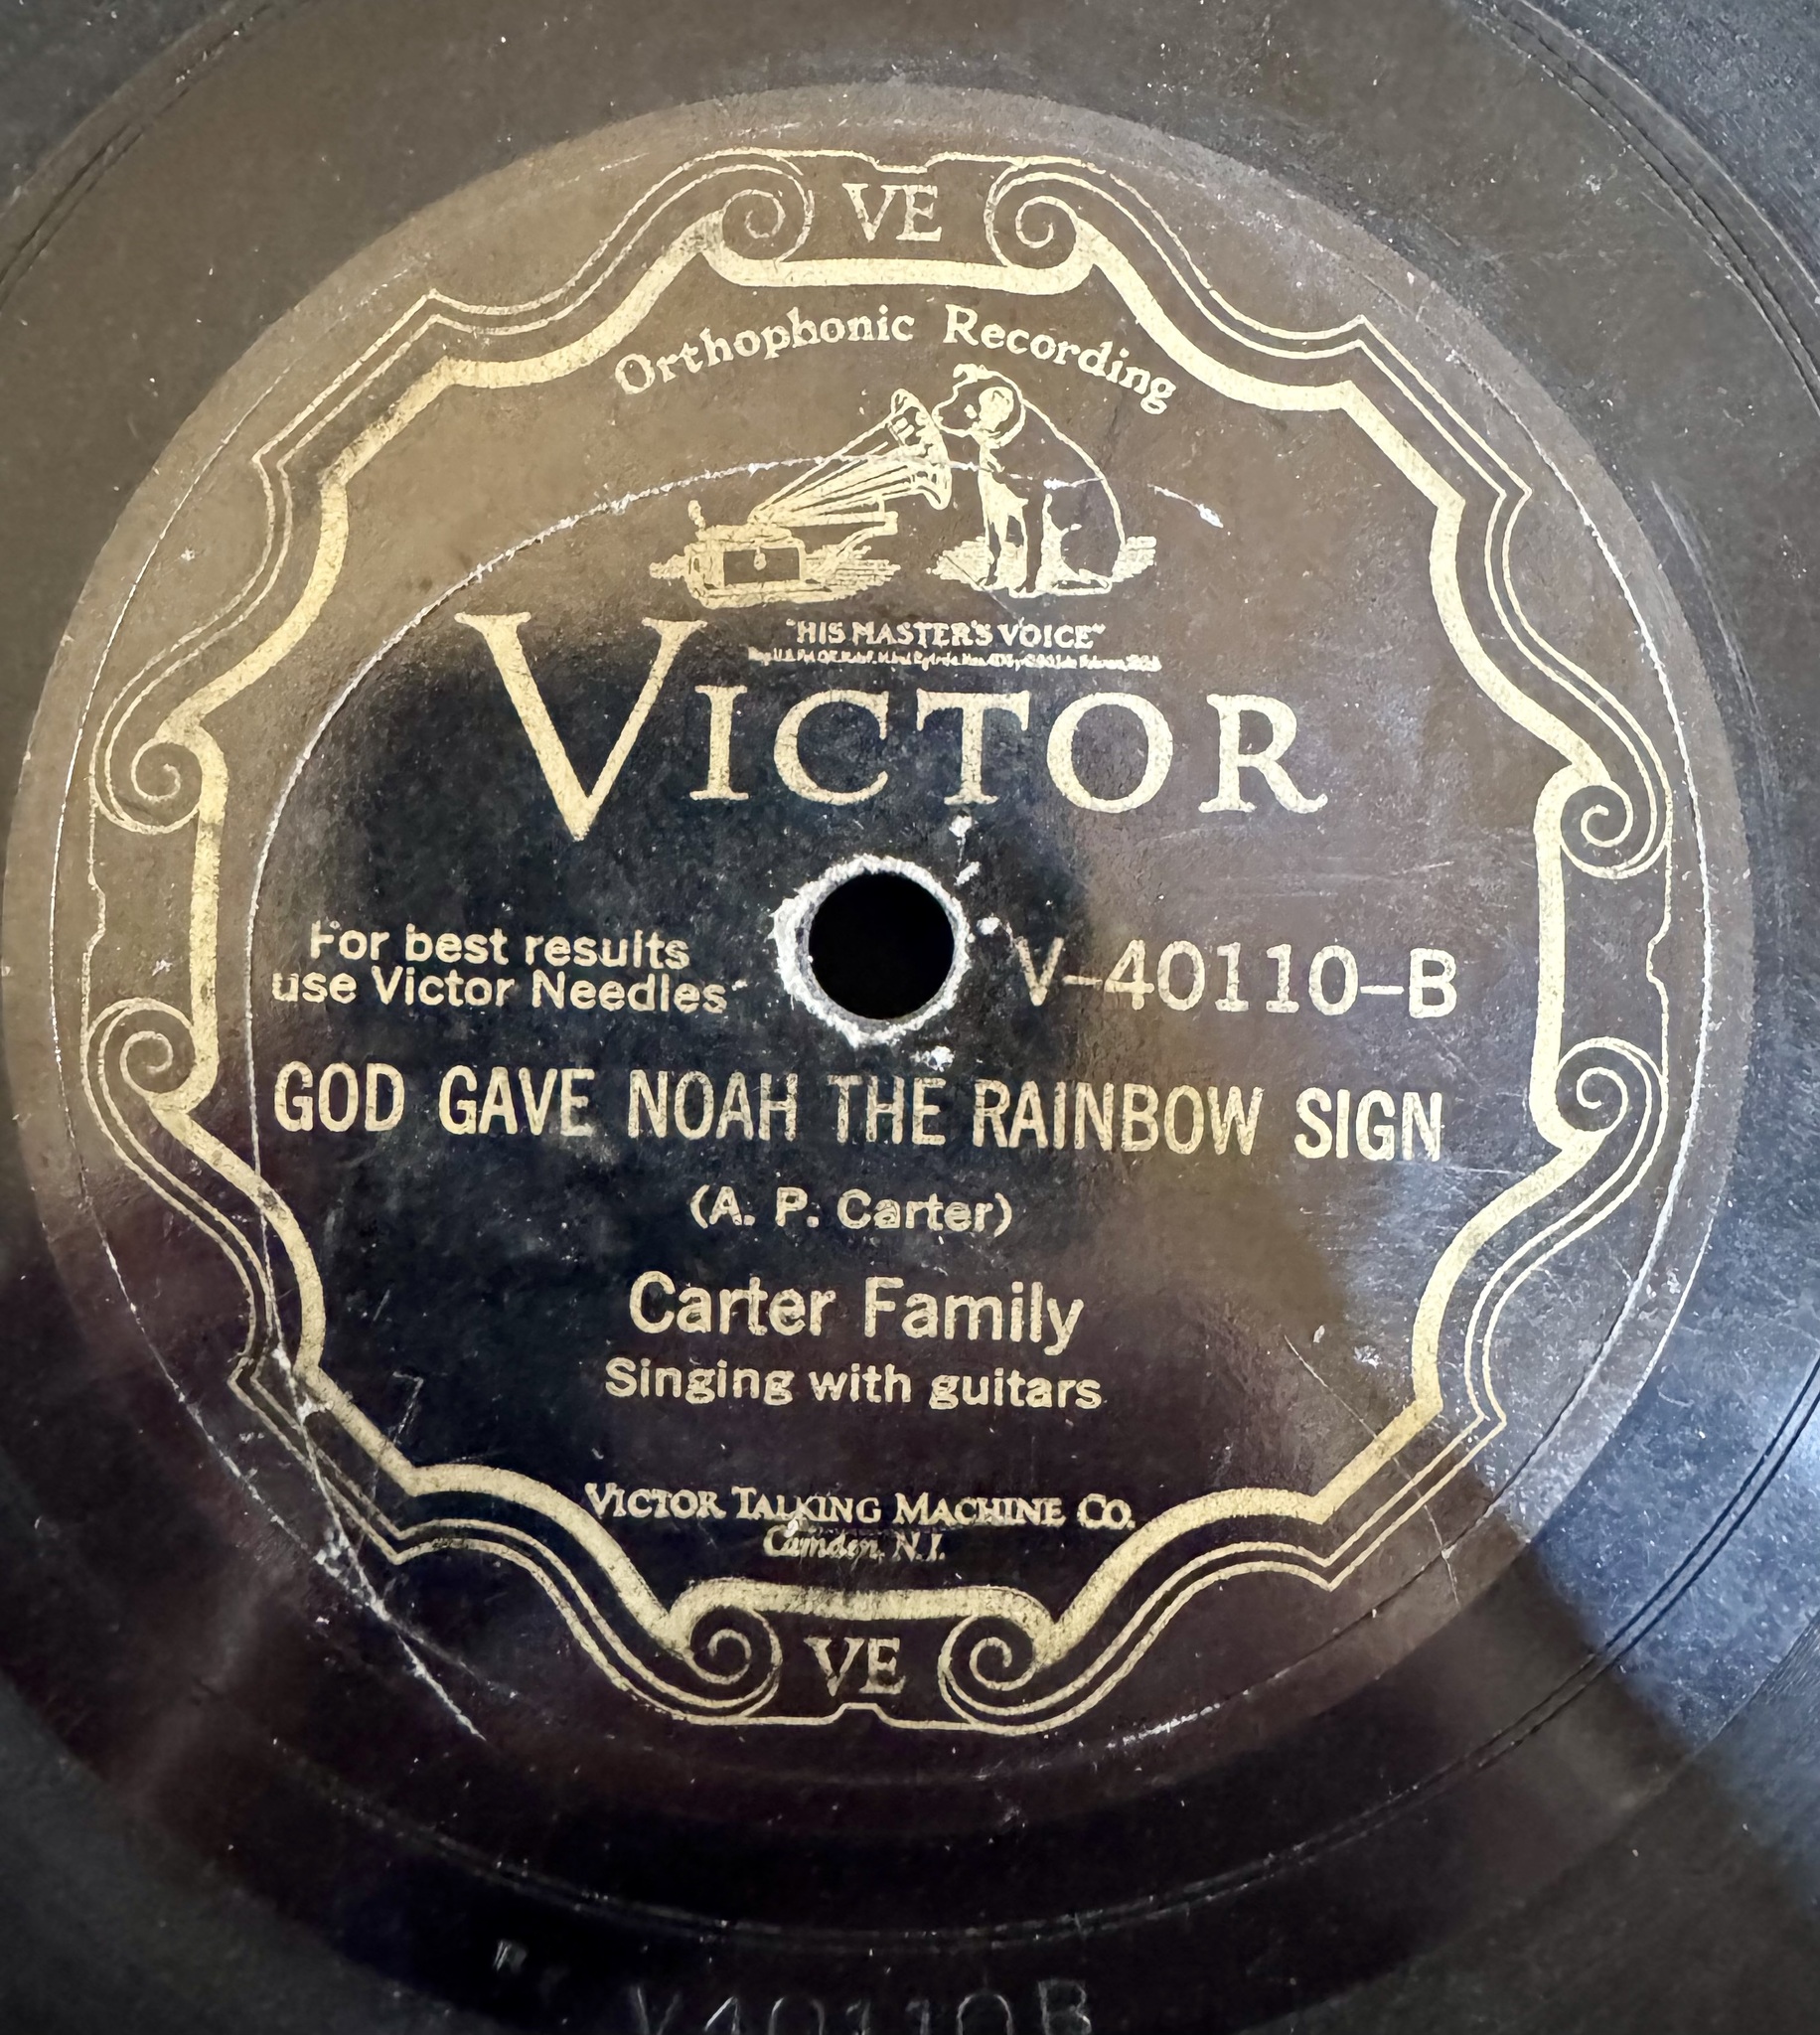 VE
Orthophonic Recording
"HIS MASTER'S VOICE"
VICTOR
For best results
use Victor Needles
V-40110-B
GOD GAVE NOAH THE RAINBOW SIGN
(A. P. Carter)
Carter Family
Singing with guitars
VICTOR TALKING MACHINE CO.
Camden, N.J.
VE
V40110B